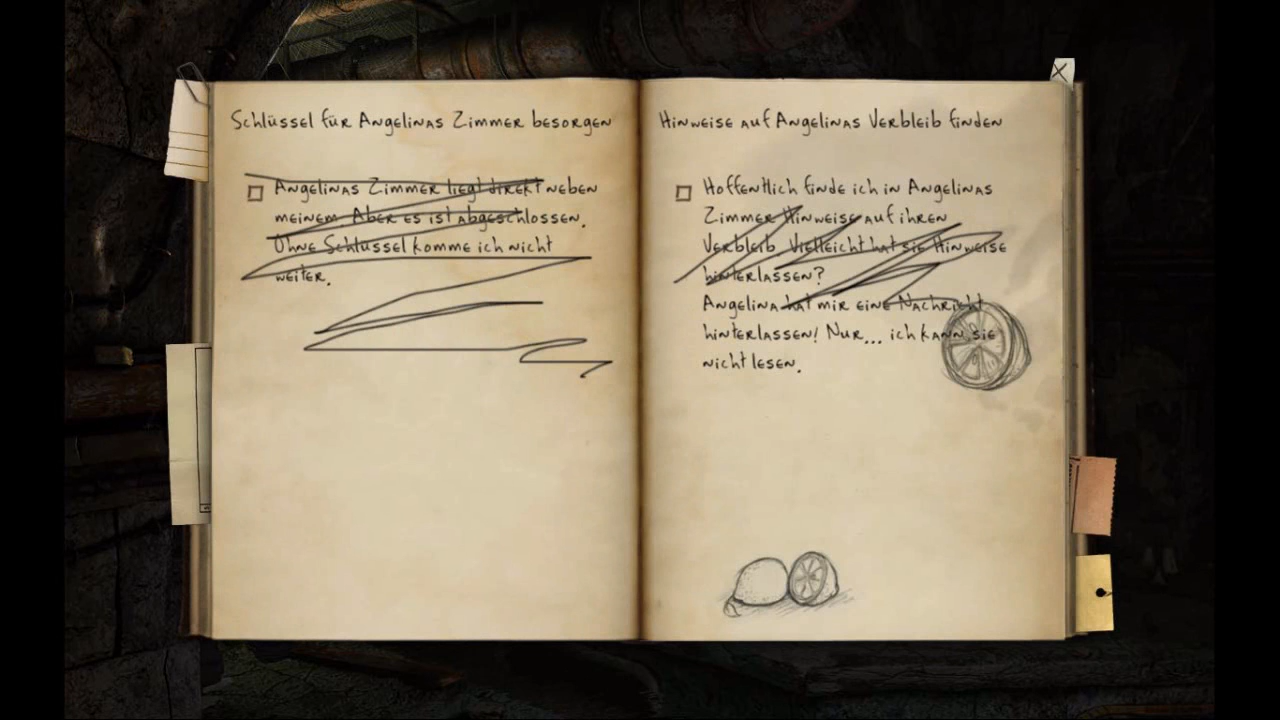 Schlüssel für Angelinas Zimmer besorgen
Angelinas Zimmer liegt direkt neben
meinem. Aber es ist abgeschlossen.
Ohne Schlüssel komme ich nicht
weiter.
Hinweise auf Angelinas Verbleib finden
Hoffentlich finde ich in Angelinas
Zimmer Hinweise auf ihren
Verbleib. Vielleicht hat sie Hinweise
hinterlassen?
Angelina hat mir eine Nachricht
hinterlassen! Nur... ich kann sie
nicht lesen.